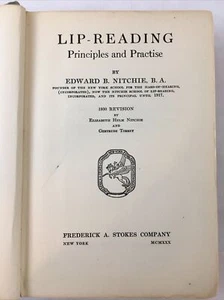 LIP-READING
Principles and Practise
BY
EDWARD B. NITCHIE, B. A.
FOUNDER OF THE NEW YORK SCHOOL FOR THE HARD-OF-HEARING,
(INCORPORATED), NOW THE NITCHIE SCHOOL OF LIP-READING,
INCORPORATED, AND ITS PRINCIPAL UNTIL 1917.
1930 REVISION
BY
ELIZABETH HELM NITCHIE
AND
GERTRUDE TORREY
FREDERICK A. STOKES COMPANY
NEW YORK MCMXXX